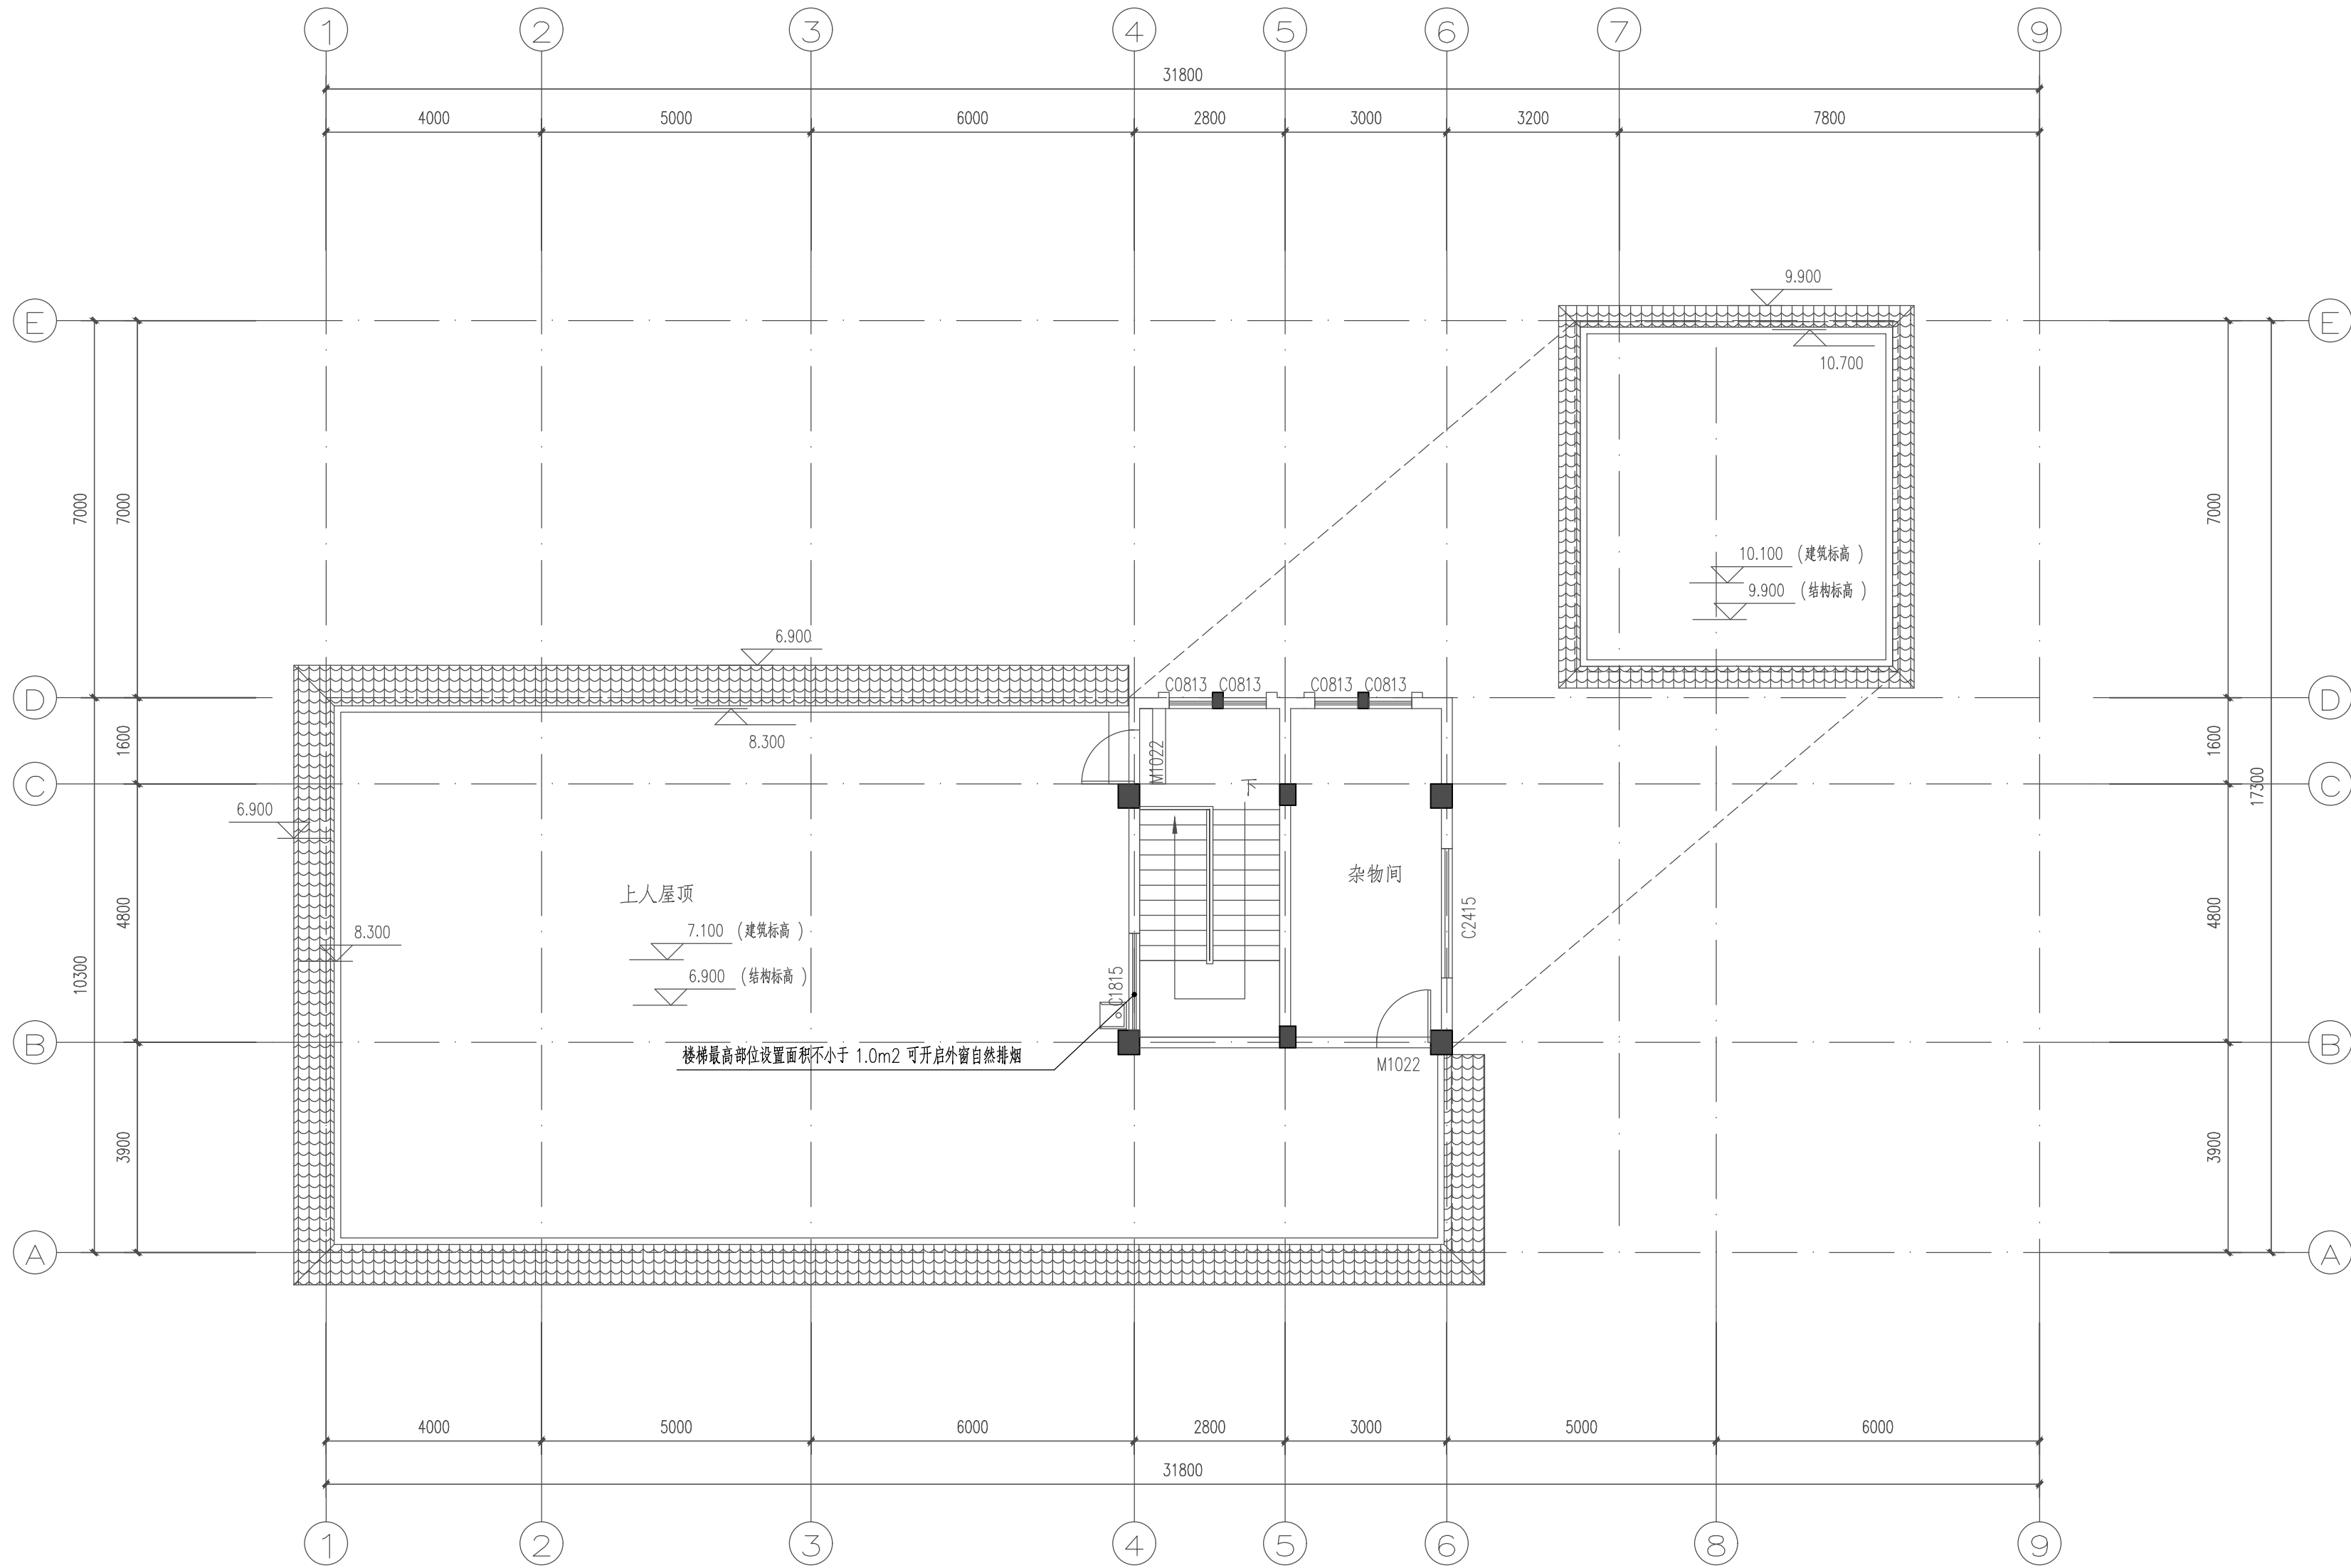 1 2 3 4 5 6 7 9
31800
4000 5000 6000 2800 3000 3200 7800
9.900
E E
10.700
7000 7000 7000
10.100 (建筑标高)
9.900 (结构标高)
6.900
C0813 C0813 C0813 C0813
D D
8.300
M1022
1600 1600
C C
下
17300
6.900
杂物间
上人屋顶
4800 C2415 4800
8.300
7.100 (建筑标高)
6.900 (结构标高)
10300
C1815
B B
楼梯最高部位设置面积不小于 1.0m2 可开启外窗自然排烟
M1022
3900 3900
A A
4000 5000 6000 2800 3000 5000 6000
31800
1 2 3 4 5 6 8 9